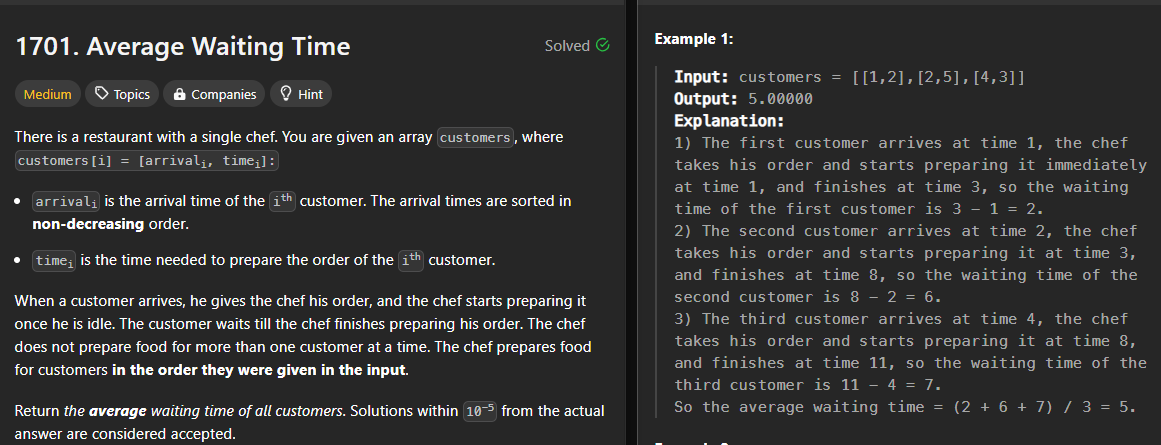 1701. Average Waiting Time
Solved
Medium
Topics
Companies
Hint
There is a restaurant with a single chef. You are given an array customers, where
customers[i] = [arrivalᵢ, timeᵢ]:
• arrivalᵢ is the arrival time of the iᵗʰ customer. The arrival times are sorted in
non-decreasing order.
• timeᵢ is the time needed to prepare the order of the iᵗʰ customer.
When a customer arrives, he gives the chef his order, and the chef starts preparing it
once he is idle. The customer waits till the chef finishes preparing his order. The chef
does not prepare food for more than one customer at a time. The chef prepares food
for customers in the order they were given in the input.
Return the average waiting time of all customers. Solutions within 10⁻⁵ from the actual
answer are considered accepted.
Example 1:
Input: customers = [[1,2],[2,5],[4,3]]
Output: 5.00000
Explanation:
1) The first customer arrives at time 1, the chef
takes his order and starts preparing it immediately
at time 1, and finishes at time 3, so the waiting
time of the first customer is 3 - 1 = 2.
2) The second customer arrives at time 2, the chef
takes his order and starts preparing it at time 3,
and finishes at time 8, so the waiting time of the
second customer is 8 - 2 = 6.
3) The third customer arrives at time 4, the chef
takes his order and starts preparing it at time 8,
and finishes at time 11, so the waiting time of the
third customer is 11 - 4 = 7.
So the average waiting time = (2 + 6 + 7) / 3 = 5.